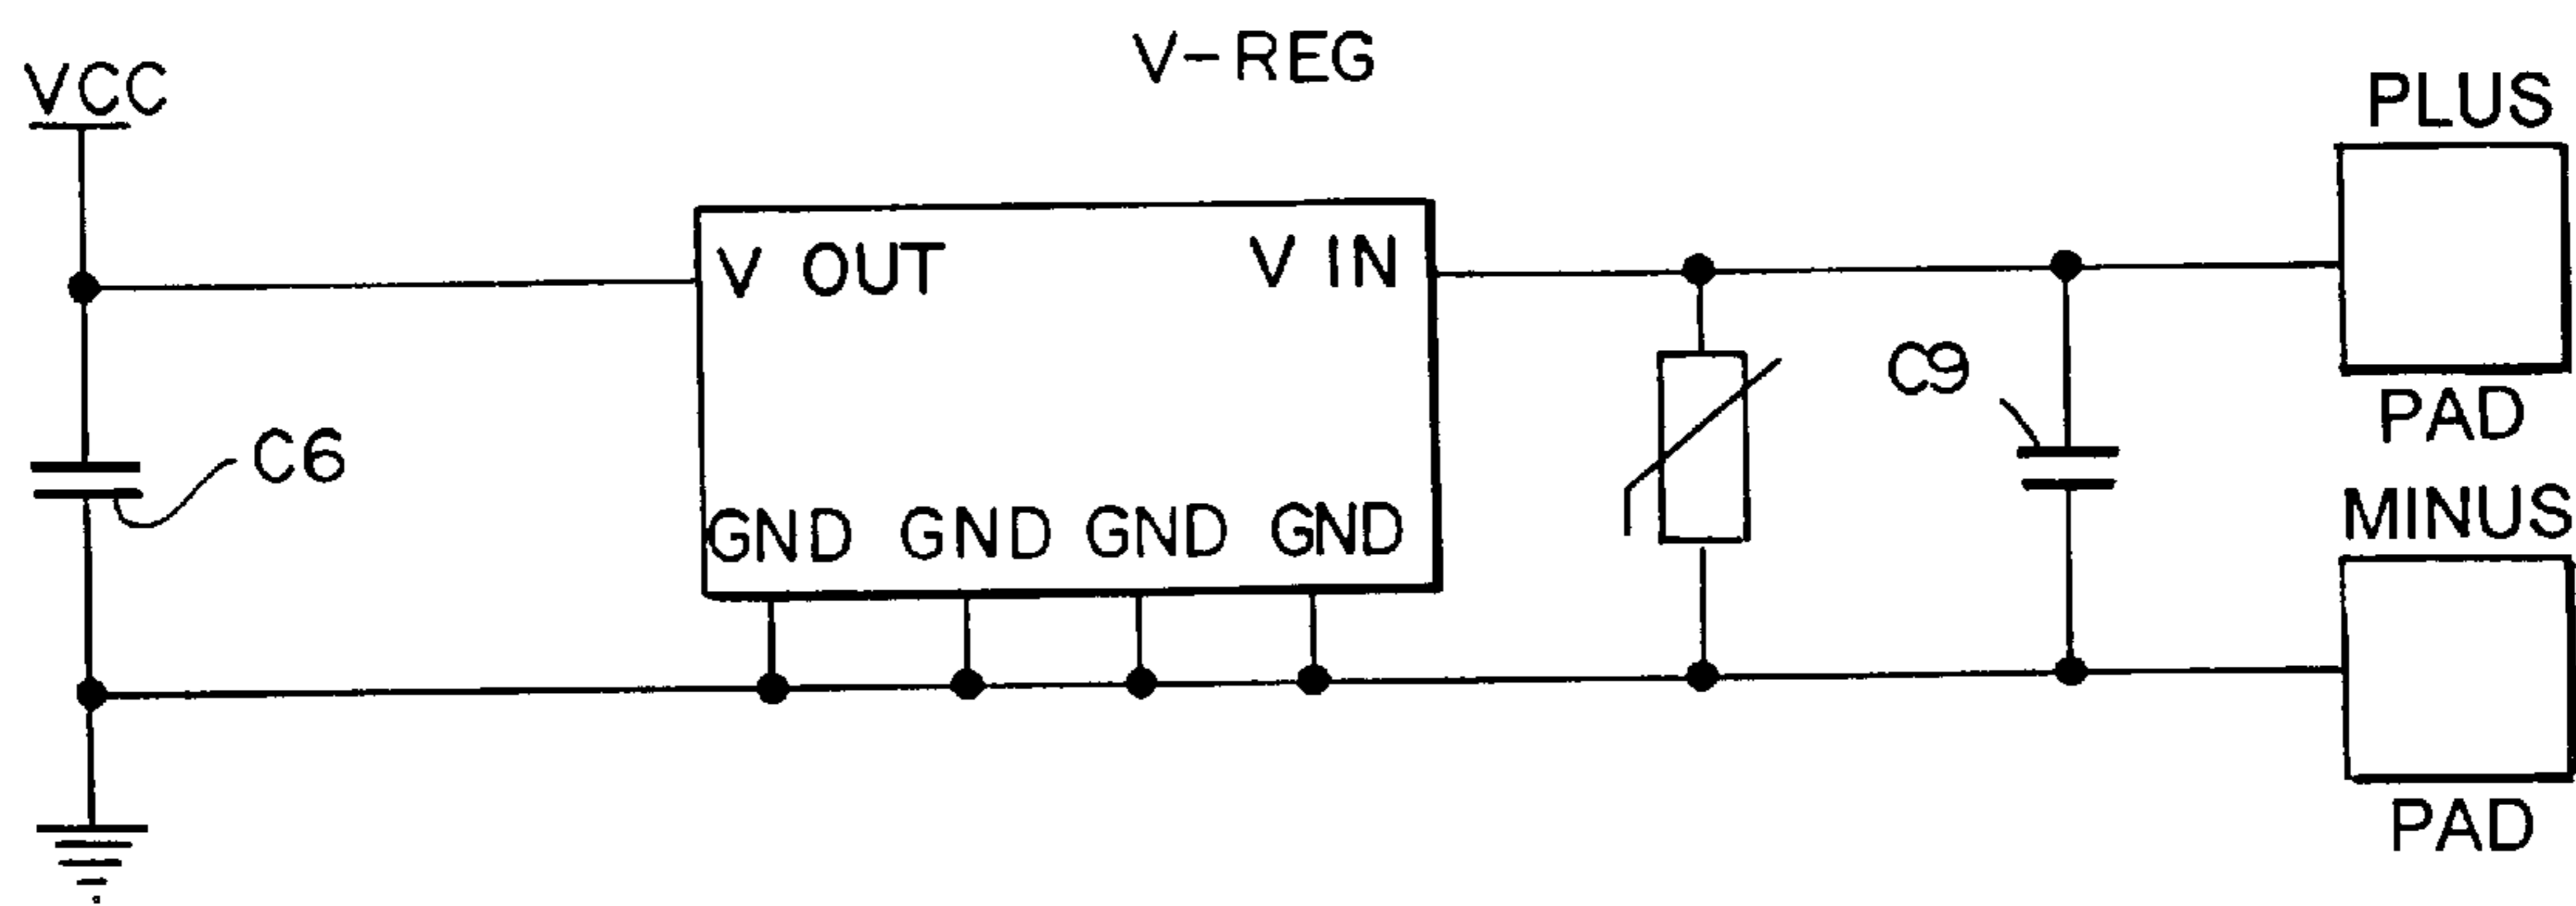 V-REG
VCC
PLUS
V OUT
V IN
PAD
C9
C6
MINUS
GND GND GND GND
PAD